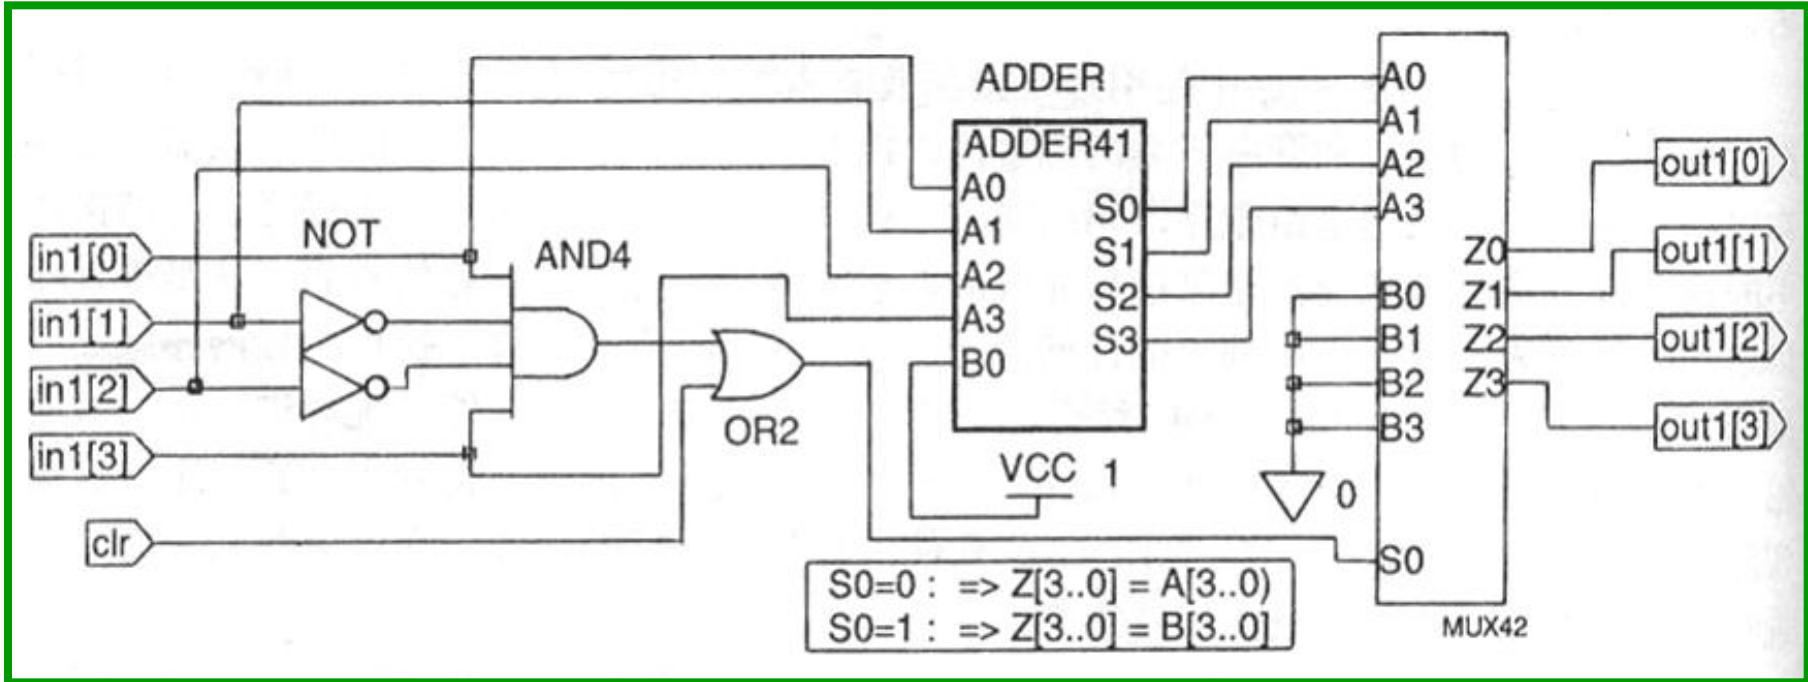 ADDER
ADDER41
A0
A1
A2
A3
B0
S0
S1
S2
S3
A0
A1
A2
A3
B0
B1
B2
B3
S0
Z0
Z1
Z2
Z3
out1[0]
out1[1]
out1[2]
out1[3]
in1[0]
in1[1]
in1[2]
in1[3]
clr
NOT
AND4
OR2
VCC 1
0
S0=0 : => Z[3..0] = A[3..0)
S0=1 : => Z[3..0] = B[3..0]
MUX42